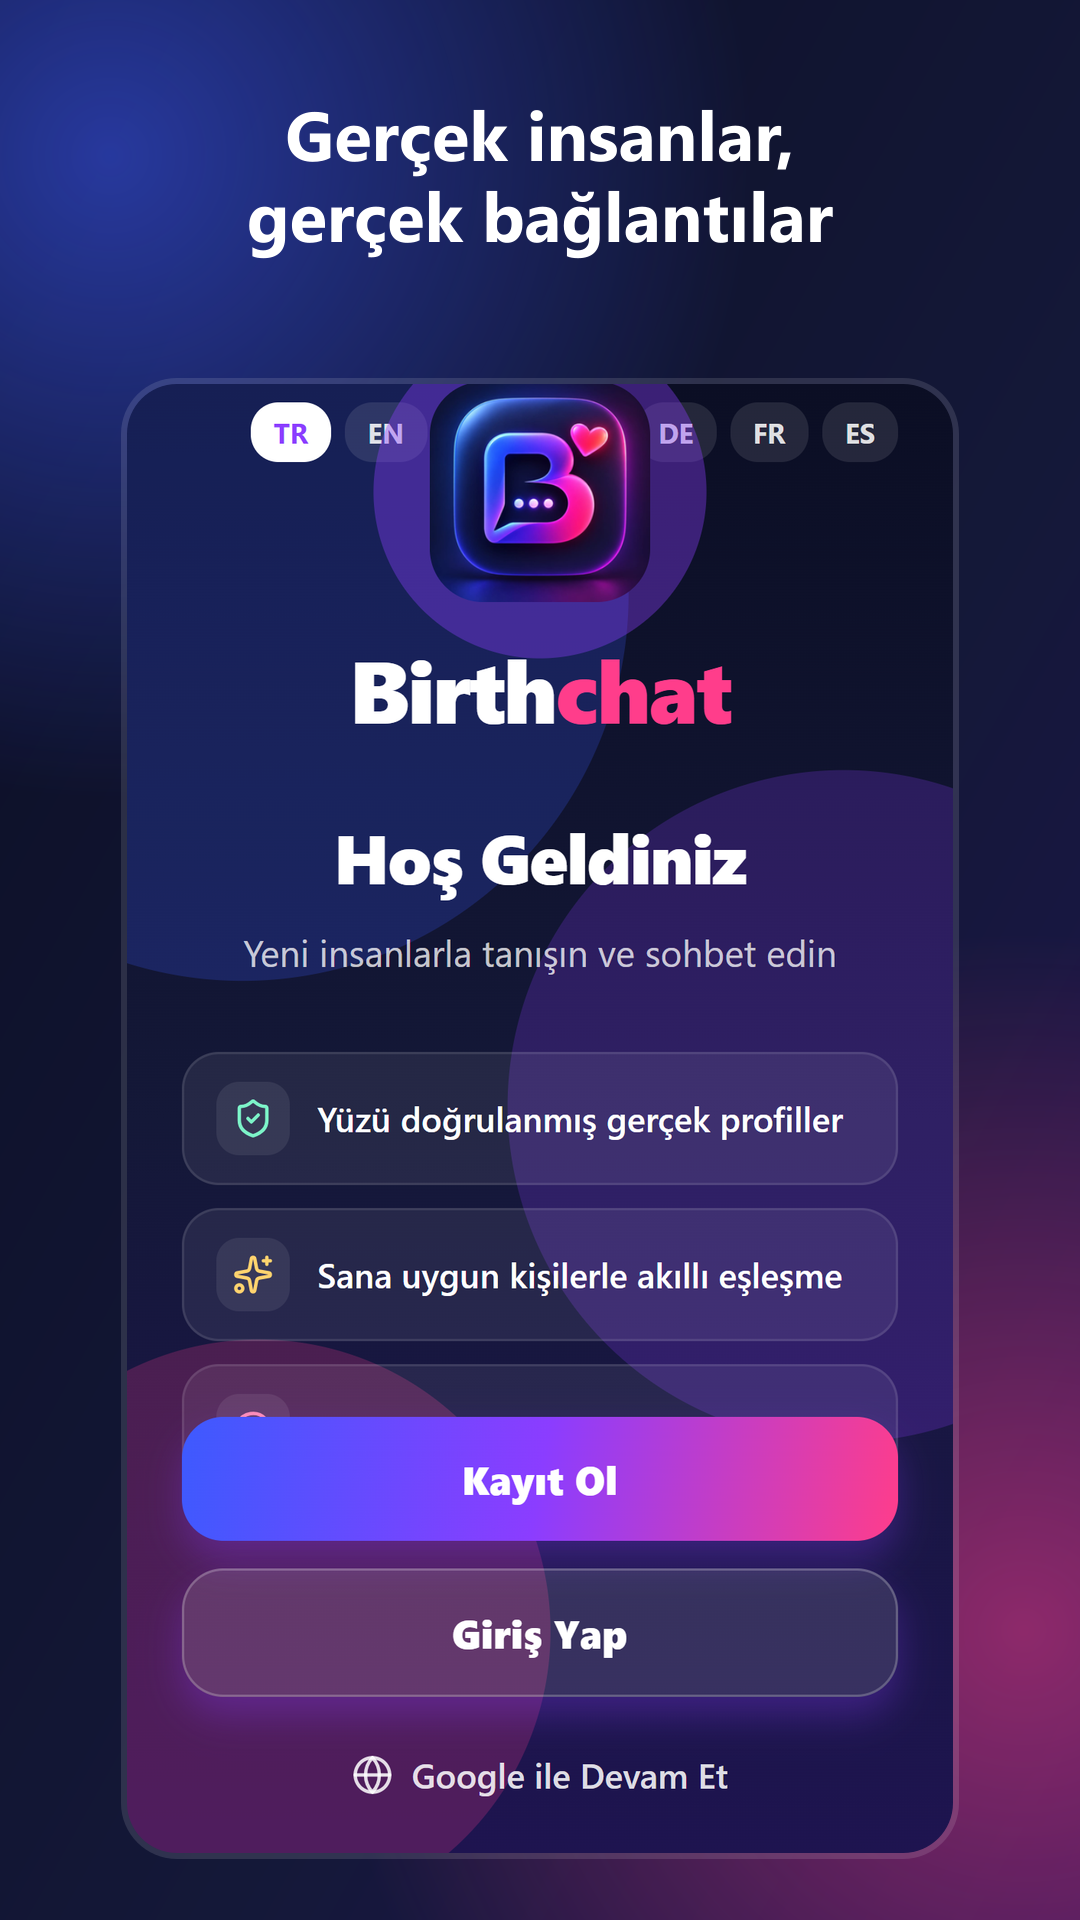 Gerçek insanlar,
gerçek bağlantılar
TR EN DE FR ES
Birthchat
Hoş Geldiniz
Yeni insanlarla tanışın ve sohbet edin
Yüzü doğrulanmış gerçek profiller
Sana uygun kişilerle akıllı eşleşme
Kayıt Ol
Giriş Yap
Google ile Devam Et